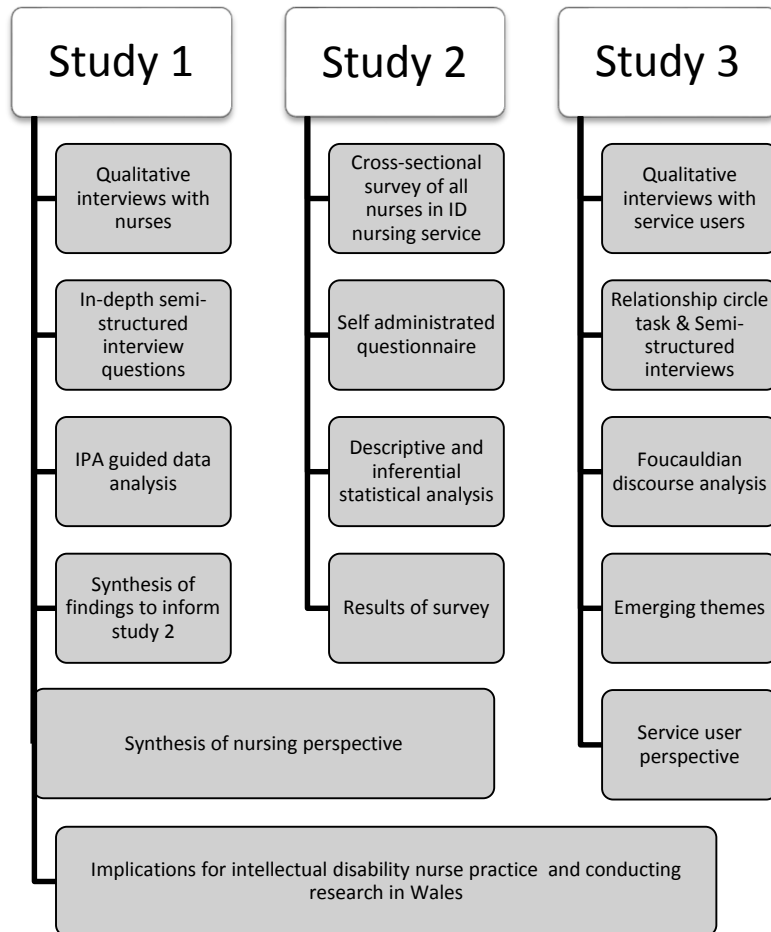 Study 1
Study 2
Study 3
Qualitative
interviews with
nurses
Cross-sectional
survey of all
nurses in ID
nursing service
Qualitative
interviews with
service users
In-depth semi-
structured
interview
questions
Self administrated
questionnaire
Relationship circle
task & Semi-
structured
interviews
IPA guided data
analysis
Descriptive and
inferential
statistical analysis
Foucauldian
discourse analysis
Synthesis of
findings to inform
study 2
Results of survey
Emerging themes
Synthesis of nursing perspective
Service user
perspective
Implications for intellectual disability nurse practice and conducting
research in Wales